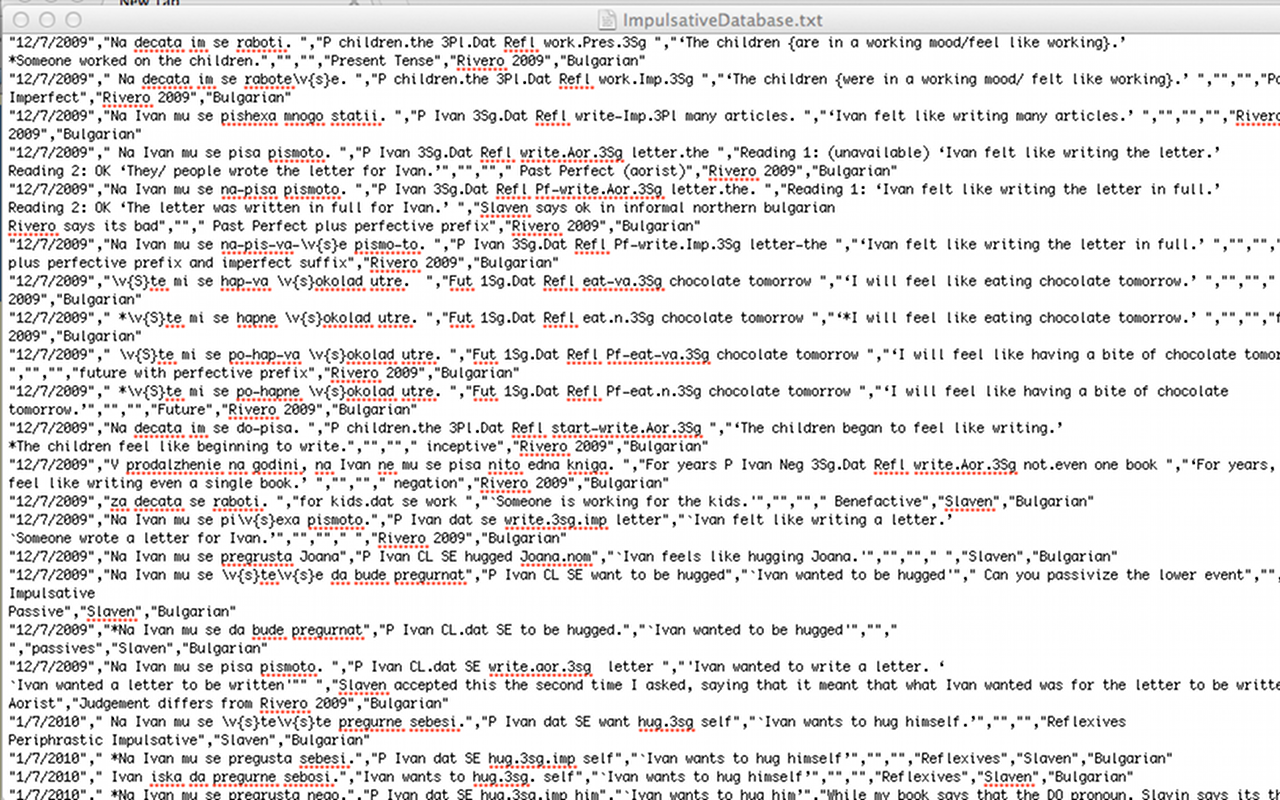 New Tab
ImpulsativeDatabase.txt
"12/7/2009","Na decata im se raboti. ","P children.the 3Pl.Dat Refl work.Pres.3Sg ","‘The children {are in a working mood/feel like working}.’
*Someone worked on the children.","","","Present Tense","Rivero 2009","Bulgarian"
"12/7/2009"," Na decata im se rabote\v{s}e. ","P children.the 3Pl.Dat Refl work.Imp.3Sg ","‘The children {were in a working mood/ felt like working}.’ ","","","
Imperfect","Rivero 2009","Bulgarian"
"12/7/2009","Na Ivan mu se pishexa mnogo statii. ","P Ivan 3Sg.Dat Refl write-Imp.3Pl many articles. ","‘Ivan felt like writing many articles.’ ","","","","Rivero
2009","Bulgarian"
"12/7/2009"," Na Ivan mu se pisa pismoto. ","P Ivan 3Sg.Dat Refl write.Aor.3Sg letter.the ","Reading 1: (unavailable) ‘Ivan felt like writing the letter.’
Reading 2: OK ‘They/ people wrote the letter for Ivan.’","",""," Past Perfect (aorist)","Rivero 2009","Bulgarian"
"12/7/2009","Na Ivan mu se na-pisa pismoto. ","P Ivan 3Sg.Dat Refl Pf-write.Aor.3Sg letter.the. ","Reading 1: ‘Ivan felt like writing the letter in full.’
Reading 2: OK ‘The letter was written in full for Ivan.’ ","Slaven says ok in informal northern bulgarian
Rivero says its bad",""," Past Perfect plus perfective prefix","Rivero 2009","Bulgarian"
"12/7/2009","Na Ivan mu se na-pis-va-\v{s}e pismo-to. ","P Ivan 3Sg.Dat Refl Pf-write.Imp.3Sg letter-the ","‘Ivan felt like writing the letter in full.’ ","","",
plus perfective prefix and imperfect suffix","Rivero 2009","Bulgarian"
"12/7/2009","\v{S}te mi se hap-va \v{s}okolad utre.  ","Fut 1Sg.Dat Refl eat-va.3Sg chocolate tomorrow ","‘I will feel like eating chocolate tomorrow.’ ","","","","Rivero
2009","Bulgarian"
"12/7/2009"," *\v{S}te mi se hapne \v{s}okolad utre. ","Fut 1Sg.Dat Refl eat.n.3Sg chocolate tomorrow ","‘*I will feel like eating chocolate tomorrow.’ ","","","f
2009","Bulgarian"
"12/7/2009"," \v{S}te mi se po-hap-va \v{s}okolad utre. ","Fut 1Sg.Dat Refl Pf-eat-va.3Sg chocolate tomorrow ","‘I will feel like having a bite of chocolate tomor
","","","future with perfective prefix","Rivero 2009","Bulgarian"
"12/7/2009"," *\v{S}te mi se po-hapne \v{s}okolad utre. ","Fut 1Sg.Dat Refl Pf-eat.n.3Sg chocolate tomorrow ","‘I will feel like having a bite of chocolate
tomorrow.’","","","Future","Rivero 2009","Bulgarian"
"12/7/2009","Na decata im se do-pisa. ","P children.the 3Pl.Dat Refl start-write.Aor.3Sg ","‘The children began to feel like writing.’
*The children feel like beginning to write.","",""," inceptive","Rivero 2009","Bulgarian"
"12/7/2009","V prodalzhenie na godini, na Ivan ne mu se pisa nito edna kniga. ","For years P Ivan Neg 3Sg.Dat Refl write.Aor.3Sg not.even one book ","‘For years,
feel like writing even a single book.’ ","",""," negation","Rivero 2009","Bulgarian"
"12/7/2009","za decata se raboti. ","for kids.dat se work ","`Someone is working for the kids.'","",""," Benefactive","Slaven","Bulgarian"
"12/7/2009","Na Ivan mu se pi\v{s}exa pismoto.","P Ivan dat se write.3sg.imp letter","`Ivan felt like writing a letter.’
`Someone wrote a letter for Ivan.’","",""," ","Rivero 2009","Bulgarian"
"12/7/2009","Na Ivan mu se pregrusta Joana","P Ivan CL SE hugged Joana.nom","`Ivan feels like hugging Joana.'","",""," ","Slaven","Bulgarian"
"12/7/2009","Na Ivan mu se \v{s}te\v{s}e da bude pregurnat","P Ivan CL SE want to be hugged","`Ivan wanted to be hugged'"," Can you passivize the lower event","",
Impulsative
Passive","Slaven","Bulgarian"
"12/7/2009","*Na Ivan mu se da bude pregurnat","P Ivan CL.dat SE to be hugged.","`Ivan wanted to be hugged'","","
","passives","Slaven","Bulgarian"
"12/7/2009","Na Ivan mu se pisa pismoto. ","P Ivan CL.dat SE write.aor.3sg  letter ","'Ivan wanted to write a letter. ‘
`Ivan wanted a letter to be written'"" ","Slaven accepted this the second time I asked, saying that it meant that what Ivan wanted was for the letter to be writte
Aorist","Judgement differs from Rivero 2009","Bulgarian"
"1/7/2010"," Na Ivan mu se \v{s}te\v{s}te pregurne sebesi.","P Ivan dat SE want hug.3sg self","`Ivan wants to hug himself.’","","","Reflexives
Periphrastic Impulsative","Slaven","Bulgarian"
"1/7/2010"," *Na Ivan mu se pregusta sebesi.","P Ivan dat SE hug.3sg.imp self","`Ivan wants to hug himself’","","","Reflexives","Slaven","Bulgarian"
"1/7/2010"," Ivan iska da pregurne sebosi.","Ivan wants to hug.3sg. self","`Ivan wants to hug himself’","","","Reflexives","Slaven","Bulgarian"
"1/7/2010"," *Na Ivan mu se pregrusta nego.","P Ivan dat SE hug.3sg.imp him","`Ivan wants to hug him’","While my book says that the DO pronoun, Slavin says its th